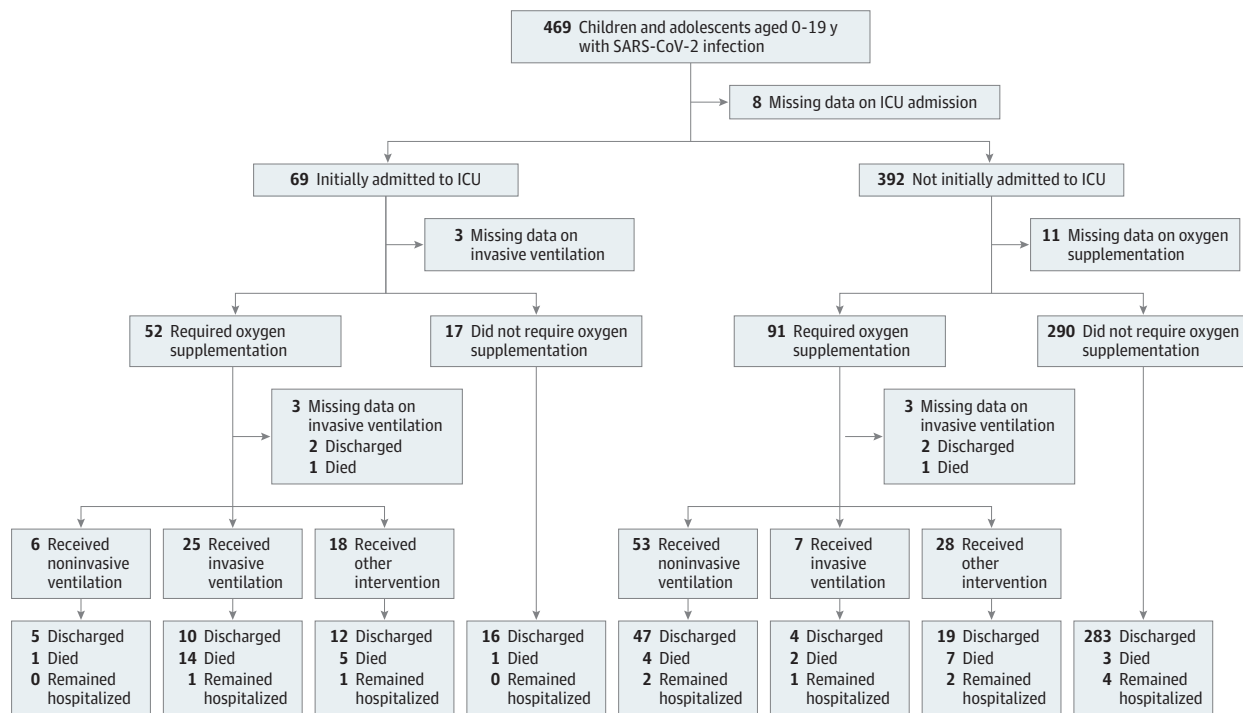 469 Children and adolescents aged 0-19 y
with SARS-CoV-2 infection
8 Missing data on ICU admission
69 Initially admitted to ICU
392 Not initially admitted to ICU
3 Missing data on
invasive ventilation
11 Missing data on oxygen
supplementation
52 Required oxygen
supplementation
17 Did not require oxygen
supplementation
91 Required oxygen
supplementation
290 Did not require oxygen
supplementation
3 Missing data on
invasive ventilation
2 Discharged
1 Died
3 Missing data on
invasive ventilation
2 Discharged
1 Died
6 Received
noninvasive
ventilation
25 Received
invasive
ventilation
18 Received
other
intervention
53 Received
noninvasive
ventilation
7 Received
invasive
ventilation
28 Received
other
intervention
5 Discharged
1 Died
0 Remained
hospitalized
10 Discharged
14 Died
1 Remained
hospitalized
12 Discharged
5 Died
1 Remained
hospitalized
16 Discharged
1 Died
0 Remained
hospitalized
47 Discharged
4 Died
2 Remained
hospitalized
4 Discharged
2 Died
1 Remained
hospitalized
19 Discharged
7 Died
2 Remained
hospitalized
283 Discharged
3 Died
4 Remained
hospitalized